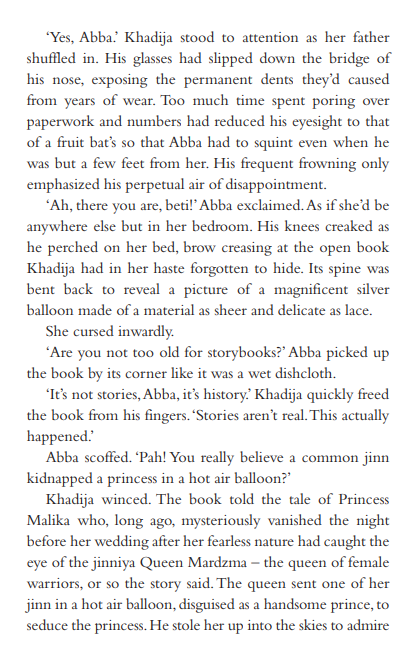 ‘Yes, Abba.’ Khadija stood to attention as her father
shuffled in. His glasses had slipped down the bridge of
his nose, exposing the permanent dents they’d caused
from years of wear. Too much time spent poring over
paperwork and numbers had reduced his eyesight to that
of a fruit bat’s so that Abba had to squint even when he
was but a few feet from her. His frequent frowning only
emphasized his perpetual air of disappointment.
‘Ah, there you are, beti!’ Abba exclaimed. As if she’d be
anywhere else but in her bedroom. His knees creaked as
he perched on her bed, brow creasing at the open book
Khadija had in her haste forgotten to hide. Its spine was
bent back to reveal a picture of a magnificent silver
balloon made of a material as sheer and delicate as lace.
She cursed inwardly.
‘Are you not too old for storybooks?’ Abba picked up
the book by its corner like it was a wet dishcloth.
‘It’s not stories, Abba, it’s history.’ Khadija quickly freed
the book from his fingers. ‘Stories aren’t real. This actually
happened.’
Abba scoffed. ‘Pah! You really believe a common jinn
kidnapped a princess in a hot air balloon?’
Khadija winced. The book told the tale of Princess
Malika who, long ago, mysteriously vanished the night
before her wedding after her fearless nature had caught the
eye of the jinniya Queen Mardzma – the queen of female
warriors, or so the story said. The queen sent one of her
jinn in a hot air balloon, disguised as a handsome prince, to
seduce the princess. He stole her up into the skies to admire